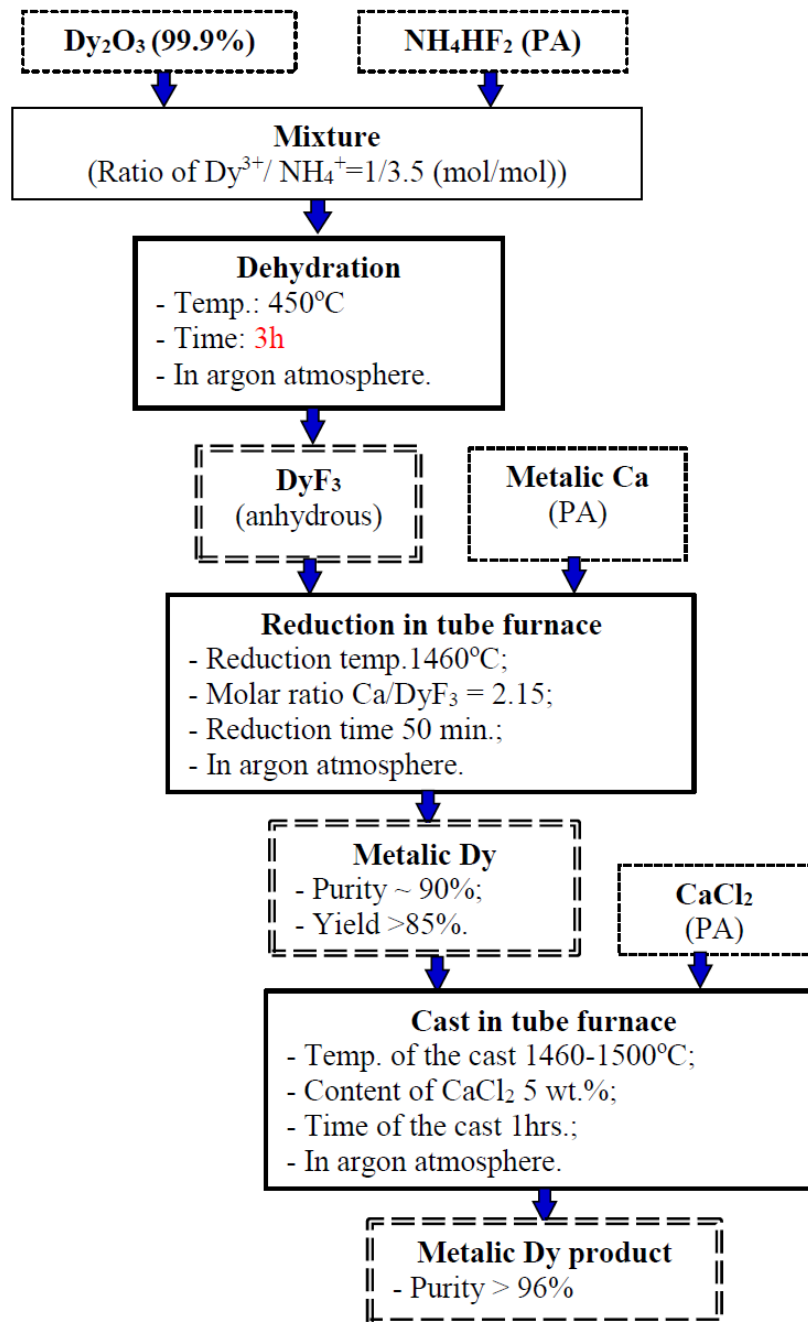 Dy₂O₃ (99.9%)
NH₄HF₂ (PA)
Mixture
(Ratio of Dy³⁺/ NH₄⁺=1/3.5 (mol/mol))
Dehydration
- Temp.: 450°C
- Time: 3h
- In argon atmosphere.
DyF₃
(anhydrous)
Metalic Ca
(PA)
Reduction in tube furnace
- Reduction temp.1460°C;
- Molar ratio Ca/DyF₃ = 2.15;
- Reduction time 50 min.;
- In argon atmosphere.
Metalic Dy
- Purity ~ 90%;
- Yield >85%.
CaCl₂
(PA)
Cast in tube furnace
- Temp. of the cast 1460-1500°C;
- Content of CaCl₂ 5 wt.%;
- Time of the cast 1hrs.;
- In argon atmosphere.
Metalic Dy product
- Purity > 96%